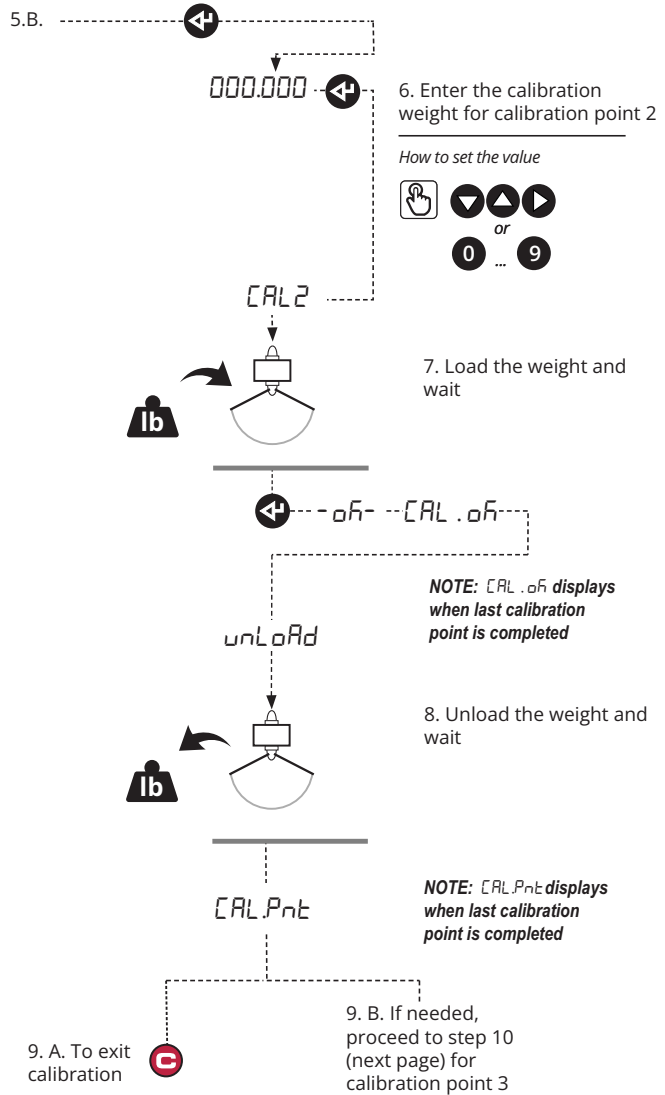 5.B.
000.000
6. Enter the calibration
weight for calibration point 2
How to set the value
or
0 ... 9
CAL2
7. Load the weight and
wait
lb
-oK- CAL.oK
NOTE: CAL.oK displays
when last calibration
point is completed
unLoAd
8. Unload the weight and
wait
lb
CAL.Pnt
NOTE: CAL.Pnt displays
when last calibration
point is completed
9. A. To exit
calibration
C
9. B. If needed,
proceed to step 10
(next page) for
calibration point 3